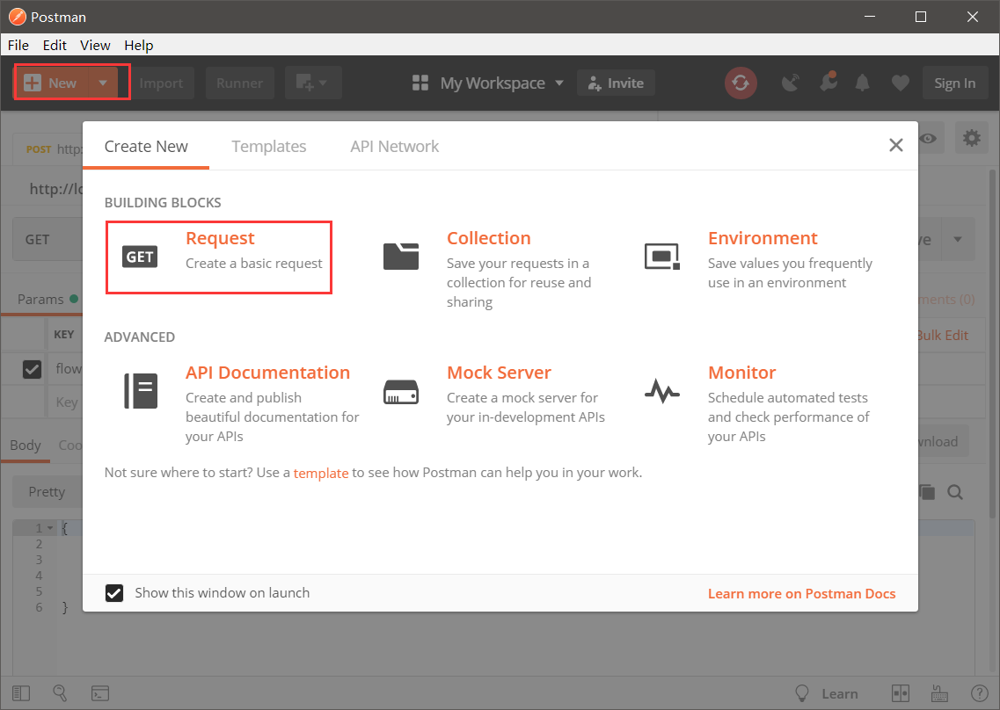 Postman
File Edit View Help
New Import Runner My Workspace Invite Sign In
Create New Templates API Network
POST http:
http://lc
BUILDING BLOCKS
GET
GET
Request
Create a basic request
Collection
Save your requests in a
collection for reuse and
sharing
Environment
Save values you frequently
use in an environment
Params
KEY
Bulk Edit
flow
Key
ADVANCED
API Documentation
Create and publish
beautiful documentation for
your APIs
Mock Server
Create a mock server for
your in-development APIs
Monitor
Schedule automated tests
and check performance of
your APIs
Body Coo
Not sure where to start? Use a template to see how Postman can help you in your work.
Pretty
1 {
2
3
4
5
6 }
Show this window on launch Learn more on Postman Docs
Learn